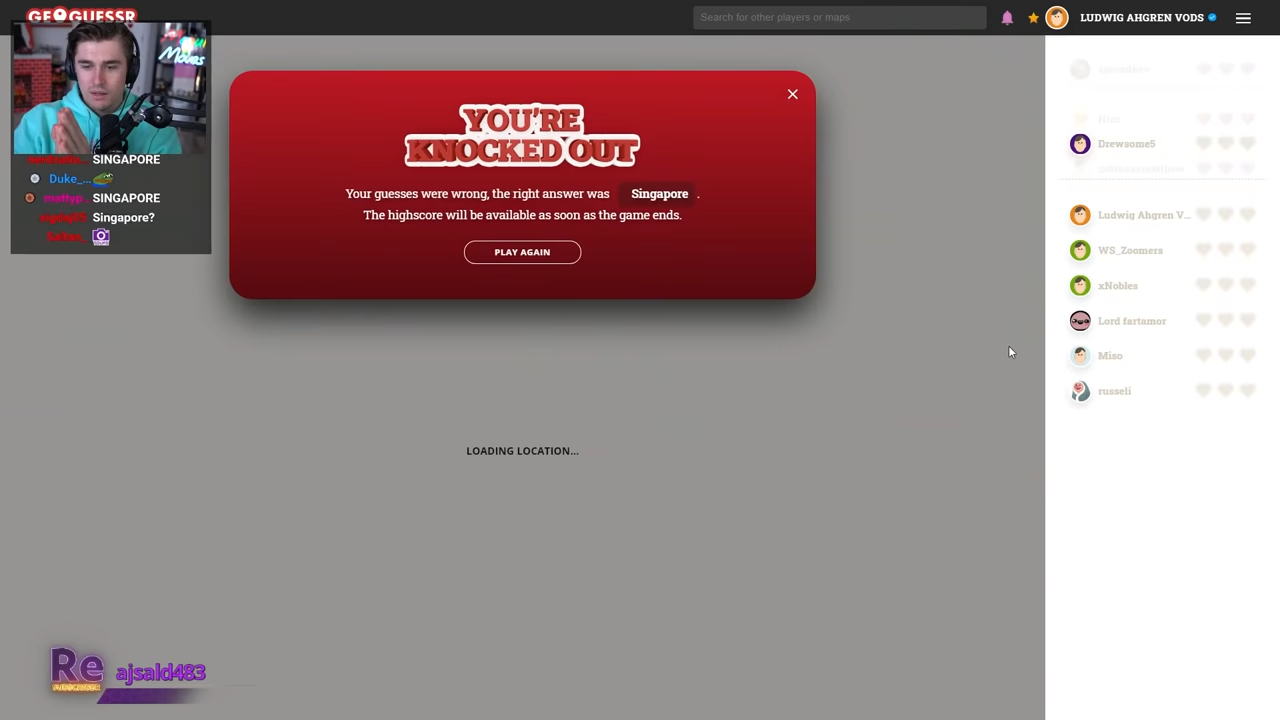 GEOGUESSR
Search for other players or maps
LUDWIG AHGREN VODS
SINGAPORE
Duke_...
mattyp... SINGAPORE
Singapore?
YOU'RE
KNOCKED OUT
Your guesses were wrong, the right answer was Singapore .
The highscore will be available as soon as the game ends.
PLAY AGAIN
LOADING LOCATION...
Drewsome5
Ludwig Ahgren V...
WS_Zoomers
xNobles
Lord fartamor
Miso
russeli
Re ajsald483